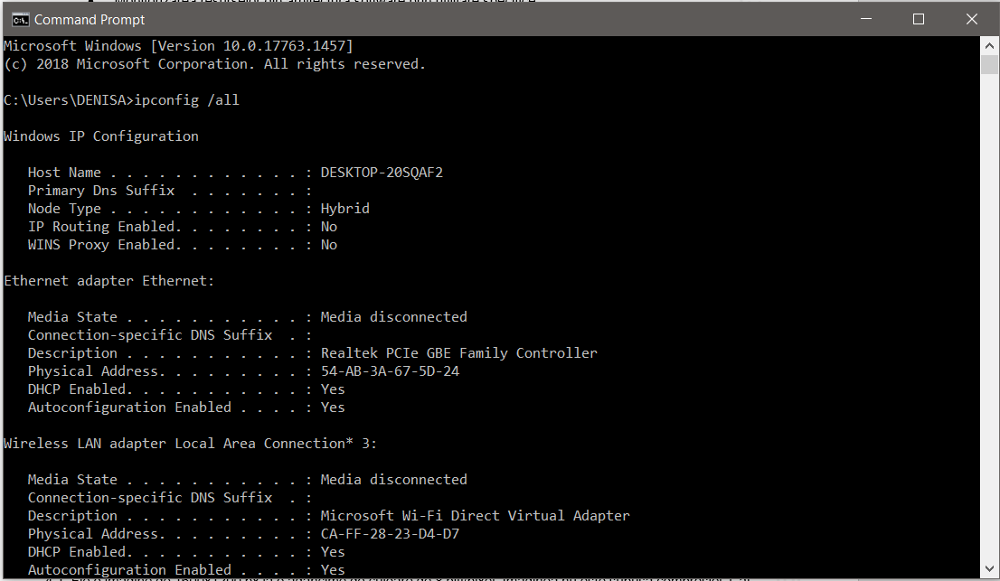 Command Prompt
Microsoft Windows [Version 10.0.17763.1457]
(c) 2018 Microsoft Corporation. All rights reserved.
C:\Users\DENISA>ipconfig /all
Windows IP Configuration
Host Name . . . . . . . . . . . . : DESKTOP-20SQAF2
Primary Dns Suffix  . . . . . . . :
Node Type . . . . . . . . . . . . : Hybrid
IP Routing Enabled. . . . . . . . : No
WINS Proxy Enabled. . . . . . . . : No
Ethernet adapter Ethernet:
Media State . . . . . . . . . . . : Media disconnected
Connection-specific DNS Suffix  . :
Description . . . . . . . . . . . : Realtek PCIe GBE Family Controller
Physical Address. . . . . . . . . : 54-AB-3A-67-5D-24
DHCP Enabled. . . . . . . . . . . : Yes
Autoconfiguration Enabled . . . . : Yes
Wireless LAN adapter Local Area Connection* 3:
Media State . . . . . . . . . . . : Media disconnected
Connection-specific DNS Suffix  . :
Description . . . . . . . . . . . : Microsoft Wi-Fi Direct Virtual Adapter
Physical Address. . . . . . . . . : CA-FF-28-23-D4-D7
DHCP Enabled. . . . . . . . . . . : Yes
Autoconfiguration Enabled . . . . : Yes